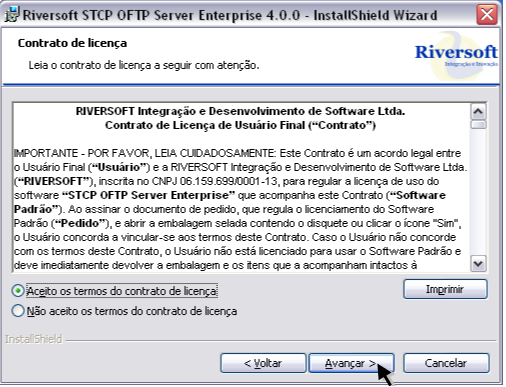 Riversoft STCP OFTP Server Enterprise 4.0.0 - InstallShield Wizard
Contrato de licença
Leia o contrato de licença a seguir com atenção.
Riversoft
Integração e Inovação
RIVERSOFT Integração e Desenvolvimento de Software Ltda.
Contrato de Licença de Usuário Final (“Contrato”)
IMPORTANTE - POR FAVOR, LEIA CUIDADOSAMENTE: Este Contrato é um acordo legal entre
o Usuário Final (“Usuário”) e a RIVERSOFT Integração e Desenvolvimento de Software Ltda.
(“RIVERSOFT”), inscrita no CNPJ 06.159.699/0001-13, para regular a licença de uso do
software “STCP OFTP Server Enterprise” que acompanha este Contrato (“Software
Padrão”). Ao assinar o documento de pedido, que regula o licenciamento do Software
Padrão (“Pedido”), e abrir a embalagem selada contendo o disquete ou clicar o ícone "Sim",
o Usuário concorda a vincular-se aos termos deste Contrato. Caso o Usuário não concorde
com os termos deste Contrato, o Usuário não está licenciado para usar o Software Padrão e
deve imediatamente devolver a embalagem e os itens que a acompanham intactos à
Aceito os termos do contrato de licença
Imprimir
Não aceito os termos do contrato de licença
InstallShield
< Voltar
Avançar >
Cancelar